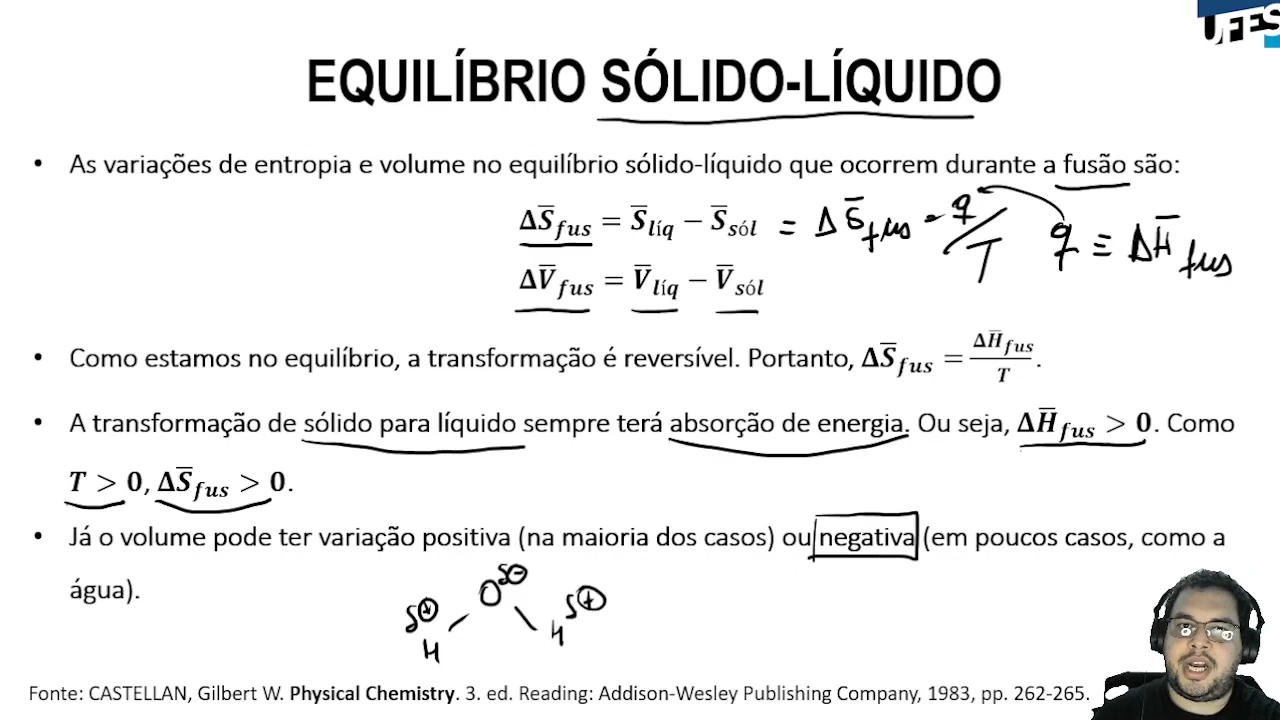 UFES
EQUILÍBRIO SÓLIDO-LÍQUIDO
• As variações de entropia e volume no equilíbrio sólido-líquido que ocorrem durante a fusão são:
ΔS̅fus = S̅líq − S̅sól = ΔS̅fus = q/T q ≡ ΔH̅fus
ΔV̅fus = V̅líq − V̅sól
• Como estamos no equilíbrio, a transformação é reversível. Portanto, ΔS̅fus = ΔH̅fus/T.
• A transformação de sólido para líquido sempre terá absorção de energia. Ou seja, ΔH̅fus > 0. Como
T > 0, ΔS̅fus > 0.
• Já o volume pode ter variação positiva (na maioria dos casos) ou negativa (em poucos casos, como a
água).
δ⊖
δ⊕ O δ⊕
H H
Fonte: CASTELLAN, Gilbert W. Physical Chemistry. 3. ed. Reading: Addison-Wesley Publishing Company, 1983, pp. 262-265.